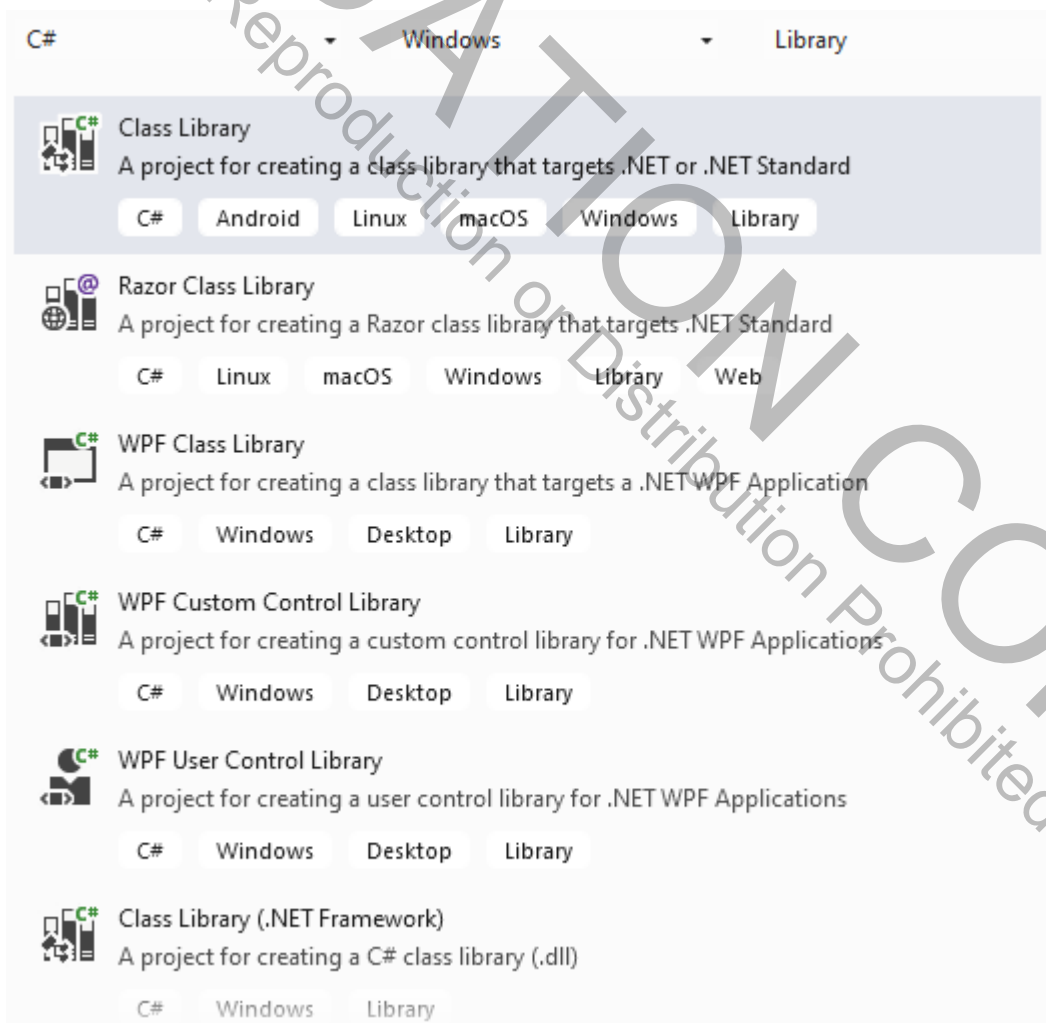 C# Windows Library
Class Library
A project for creating a class library that targets .NET or .NET Standard
C# Android Linux macOS Windows Library
Razor Class Library
A project for creating a Razor class library that targets .NET Standard
C# Linux macOS Windows Library Web
WPF Class Library
A project for creating a class library that targets a .NET WPF Application
C# Windows Desktop Library
WPF Custom Control Library
A project for creating a custom control library for .NET WPF Applications
C# Windows Desktop Library
WPF User Control Library
A project for creating a user control library for .NET WPF Applications
C# Windows Desktop Library
Class Library (.NET Framework)
A project for creating a C# class library (.dll)
C# Windows Library
Reproduction or Distribution Prohibited